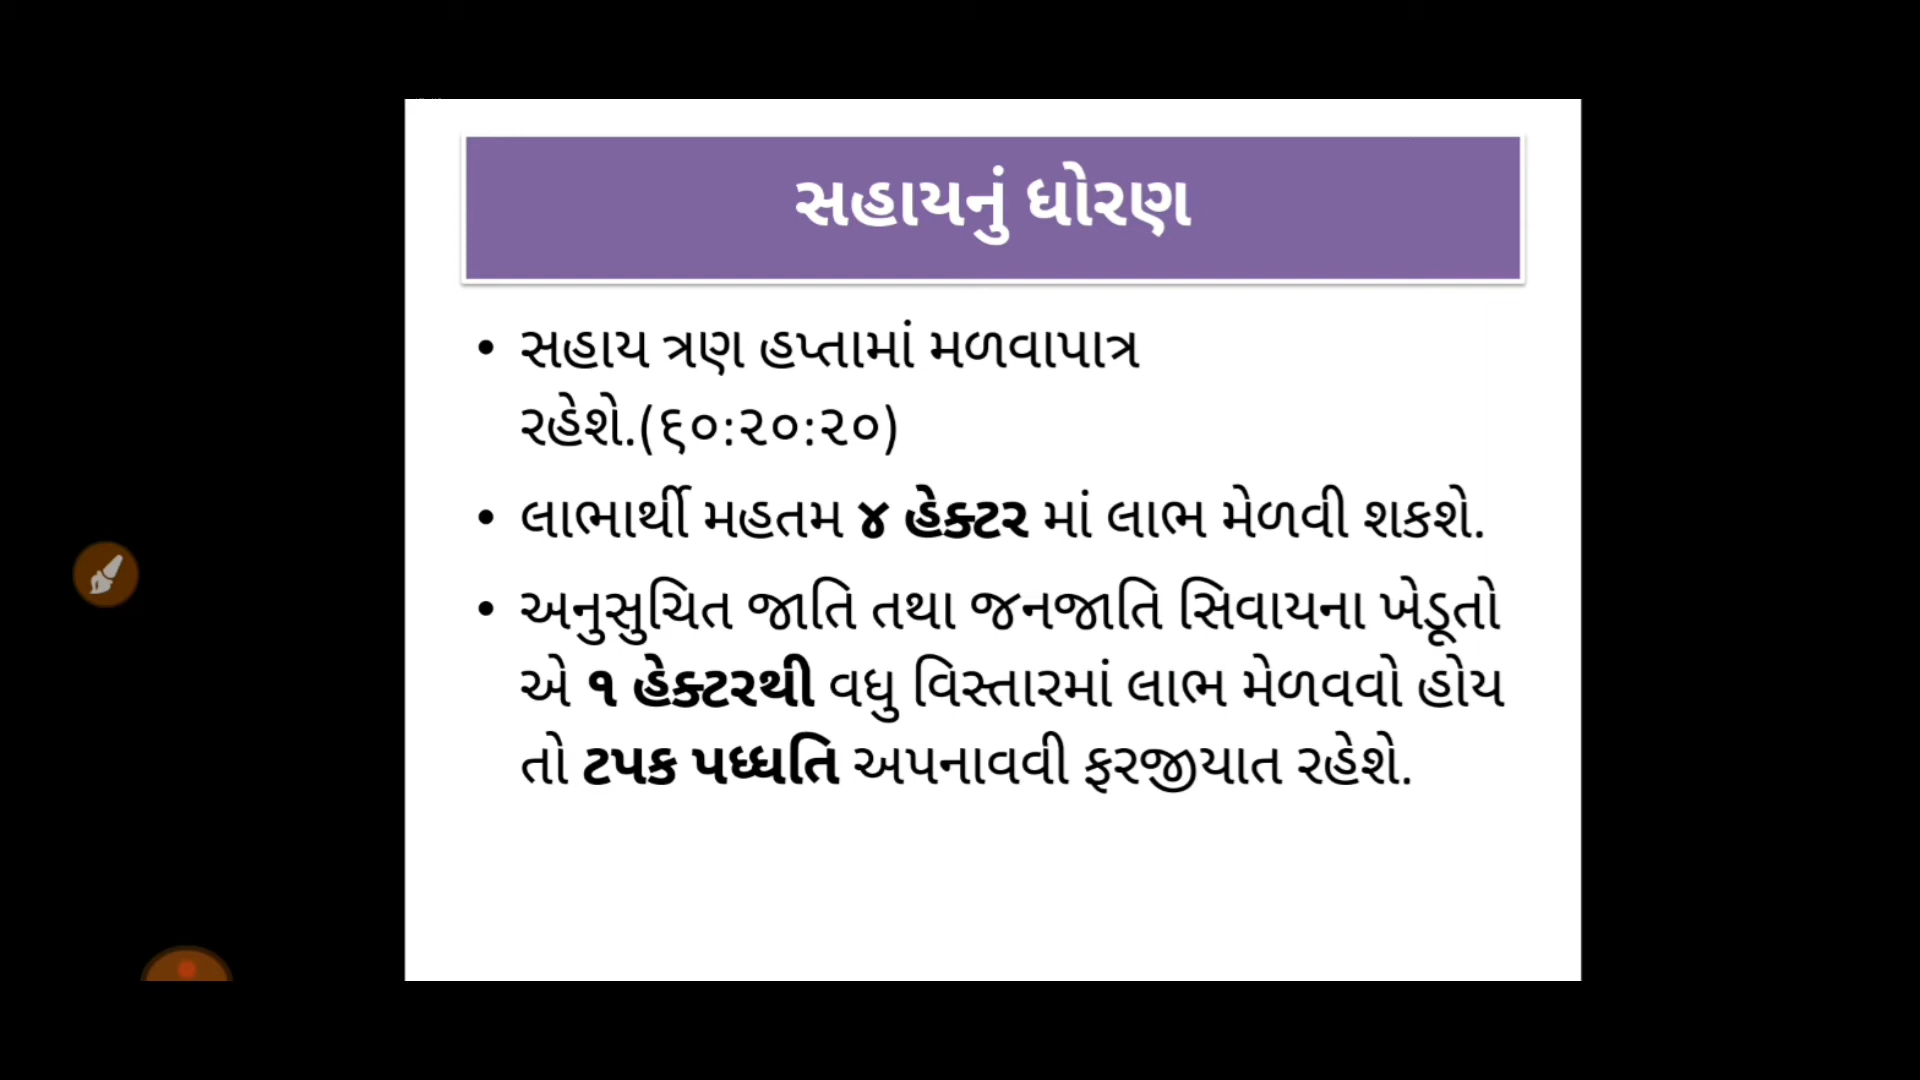 સહાયનું ધોરણ
• સહાય ત્રણ હપ્તામાં મળવાપાત્ર
રહેશે.(૬૦:૨૦:૨૦)
• લાભાર્થી મહતમ ૪ હેક્ટર માં લાભ મેળવી શકશે.
• અનુસુચિત જાતિ તથા જનજાતિ સિવાયના ખેડૂતો
એ ૧ હેક્ટરથી વધુ વિસ્તારમાં લાભ મેળવવો હોય
તો ટપક પધ્ધતિ અપનાવવી ફરજીયાત રહેશે.